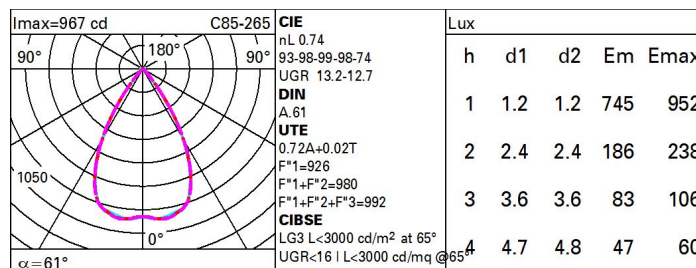 Imax=967 cd C85-265
90° 180° 90°
1050
0°
α=61°
CIE
nL 0.74
93-98-99-98-74
UGR 13.2-12.7
DIN
A.61
UTE
0.72A+0.02T
F"1=926
F"1+F"2=980
F"1+F"2+F"3=992
CIBSE
LG3 L<3000 cd/m² at 65°
UGR<16 | L<3000 cd/mq @65°
Lux
h d1 d2 Em Emax
1 1.2 1.2 745 952
2 2.4 2.4 186 238
3 3.6 3.6 83 106
4 4.7 4.8 47 60